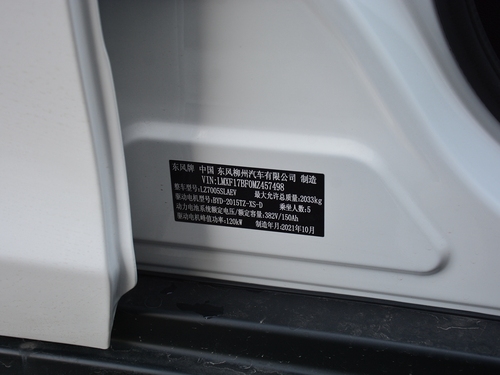 东风牌 中国 东风柳州汽车有限公司 制造
VIN:LMXF17BF0MZ457498
整车型号:LZ7005SLAEV 最大允许总质量:2033kg
驱动电机型号:BYD-2015TZ-XS-D 乘坐人数:5
动力电池系统额定电压/额定容量:382V/150Ah
驱动电机峰值功率:120kW 制造年月:2021年10月